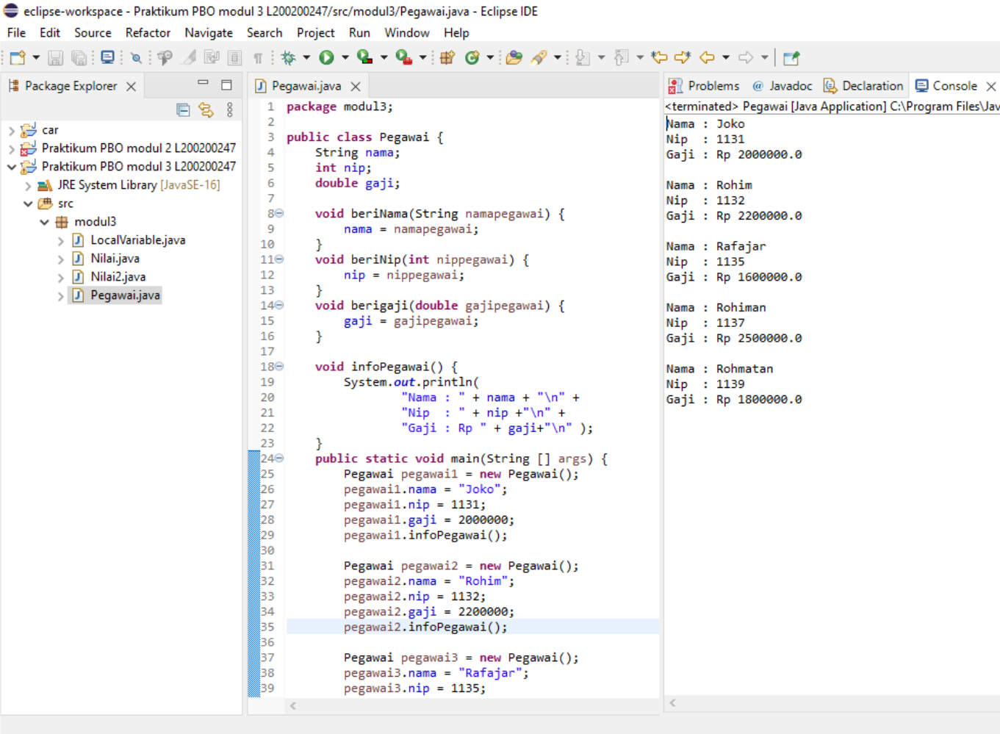 eclipse-workspace - Praktikum PBO modul 3 L200200247/src/modul3/Pegawai.java - Eclipse IDE
File Edit Source Refactor Navigate Search Project Run Window Help
Package Explorer
car
Praktikum PBO modul 2 L200200247
Praktikum PBO modul 3 L200200247
JRE System Library [JavaSE-16]
src
modul3
LocalVariable.java
Nilai.java
Nilai2.java
Pegawai.java
Pegawai.java
1 package modul3;
2
3 public class Pegawai {
4     String nama;
5     int nip;
6     double gaji;
7
8     void beriNama(String namapegawai) {
9         nama = namapegawai;
10     }
11     void beriNip(int nippegawai) {
12         nip = nippegawai;
13     }
14     void berigaji(double gajipegawai) {
15         gaji = gajipegawai;
16     }
17
18     void infoPegawai() {
19         System.out.println(
20                 "Nama : " + nama + "\n" +
21                 "Nip  : " + nip +"\n" +
22                 "Gaji : Rp " + gaji+"\n" );
23     }
24     public static void main(String [] args) {
25         Pegawai pegawai1 = new Pegawai();
26         pegawai1.nama = "Joko";
27         pegawai1.nip = 1131;
28         pegawai1.gaji = 2000000;
29         pegawai1.infoPegawai();
30
31         Pegawai pegawai2 = new Pegawai();
32         pegawai2.nama = "Rohim";
33         pegawai2.nip = 1132;
34         pegawai2.gaji = 2200000;
35         pegawai2.infoPegawai();
36
37         Pegawai pegawai3 = new Pegawai();
38         pegawai3.nama = "Rafajar";
39         pegawai3.nip = 1135;
Problems @ Javadoc Declaration Console
<terminated> Pegawai [Java Application] C:\Program Files\Jav
Nama : Joko
Nip  : 1131
Gaji : Rp 2000000.0
Nama : Rohim
Nip  : 1132
Gaji : Rp 2200000.0
Nama : Rafajar
Nip  : 1135
Gaji : Rp 1600000.0
Nama : Rohiman
Nip  : 1137
Gaji : Rp 2500000.0
Nama : Rohmatan
Nip  : 1139
Gaji : Rp 1800000.0